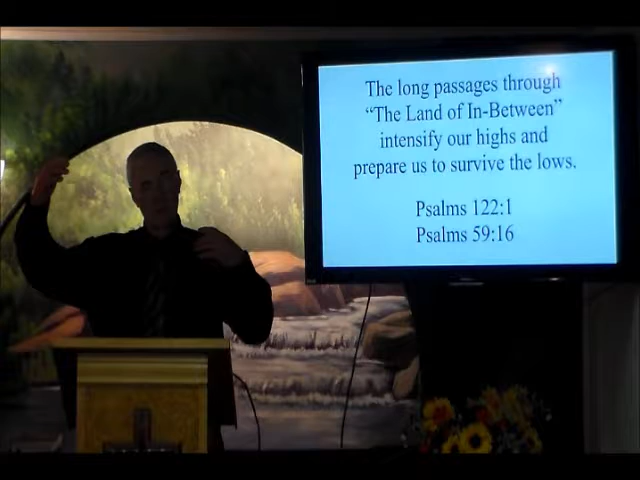 The long passages through
“The Land of In-Between”
intensify our highs and
prepare us to survive the lows.
Psalms 122:1
Psalms 59:16